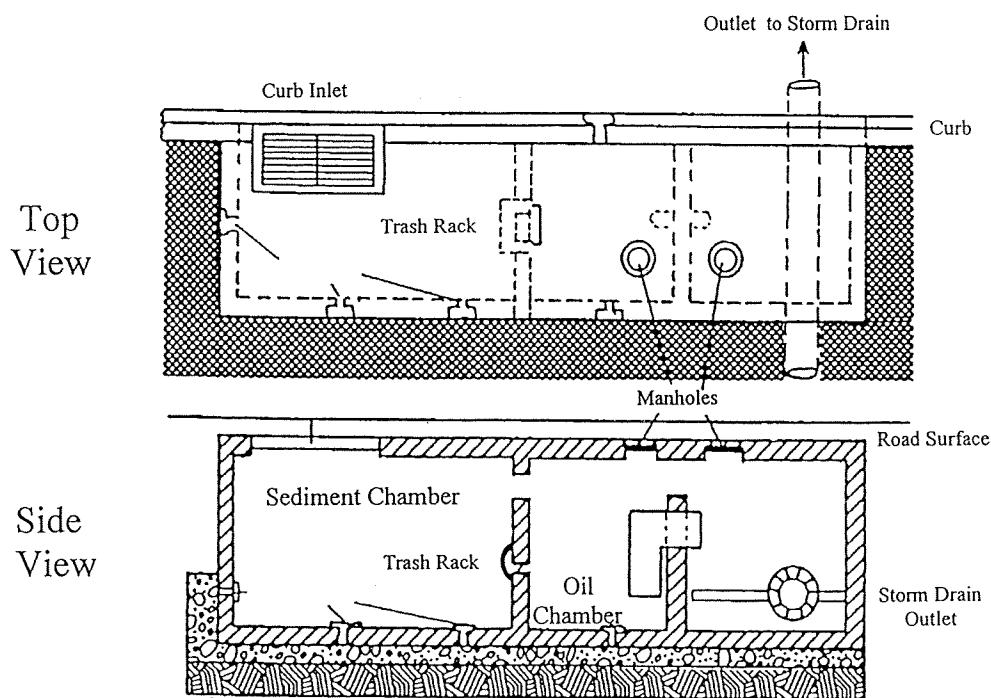 Outlet to Storm Drain
Curb Inlet
Curb
Top
View
Trash Rack
Manholes
Road Surface
Sediment Chamber
Side
View
Trash Rack
Oil
Chamber
Storm Drain
Outlet